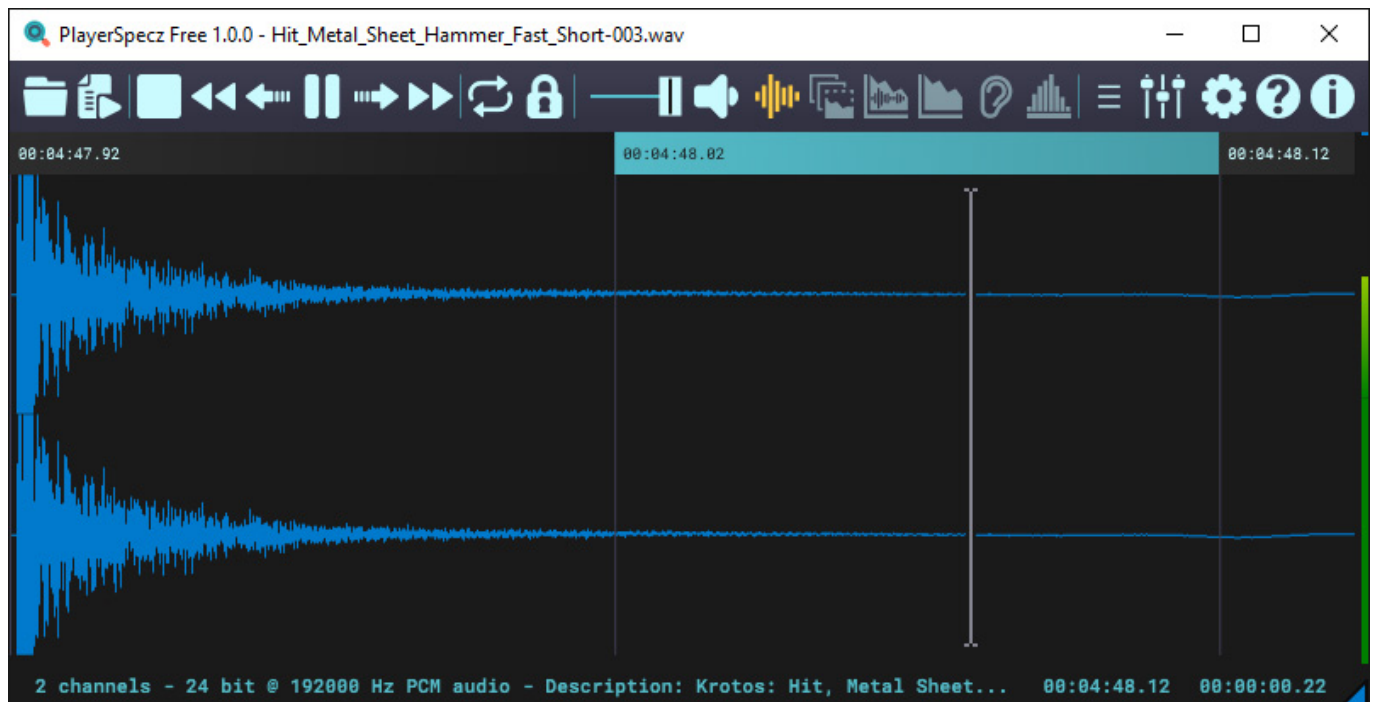 PlayerSpecz Free 1.0.0 - Hit_Metal_Sheet_Hammer_Fast_Short-003.wav
00:04:47.92 00:04:48.02 00:04:48.12
2 channels - 24 bit @ 192000 Hz PCM audio - Description: Krotos: Hit, Metal Sheet... 00:04:48.12 00:00:00.22